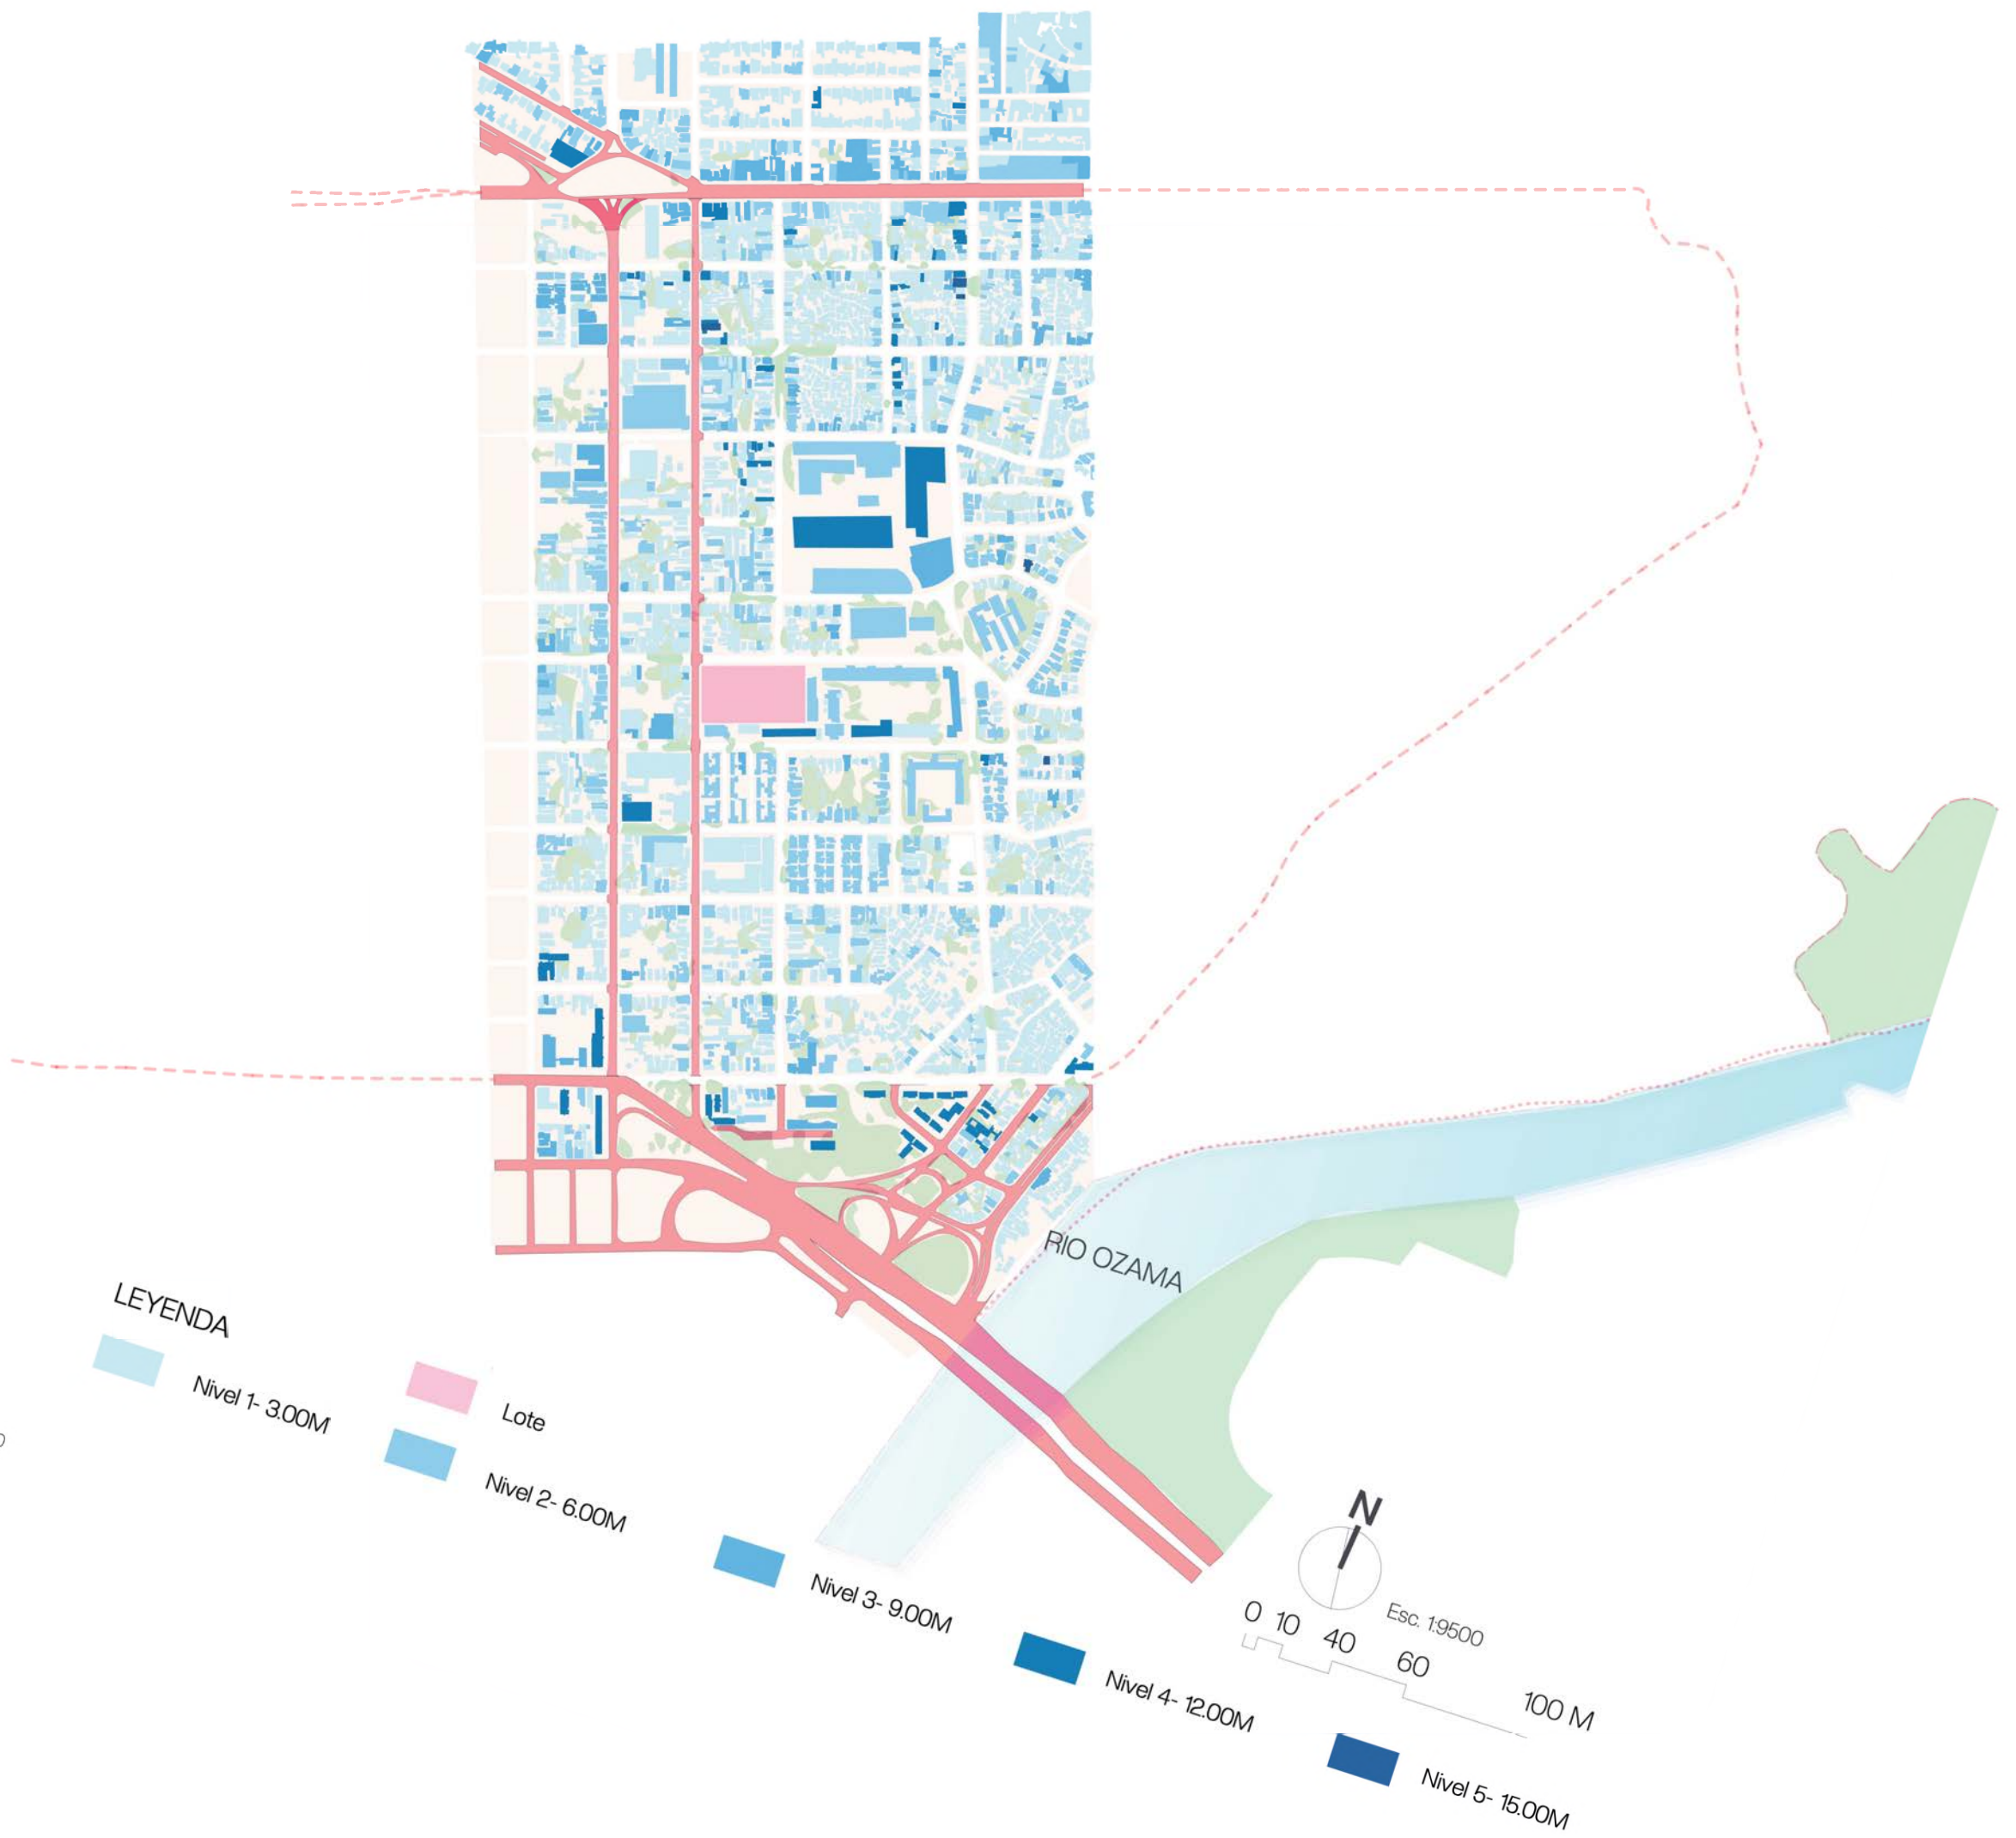 RIO OZAMA
LEYENDA
Nivel 1- 3.00M
Lote
Nivel 2- 6.00M
Nivel 3- 9.00M
Nivel 4- 12.00M
Nivel 5- 15.00M
N
Esc. 1:9500
0 10 40 60 100 M